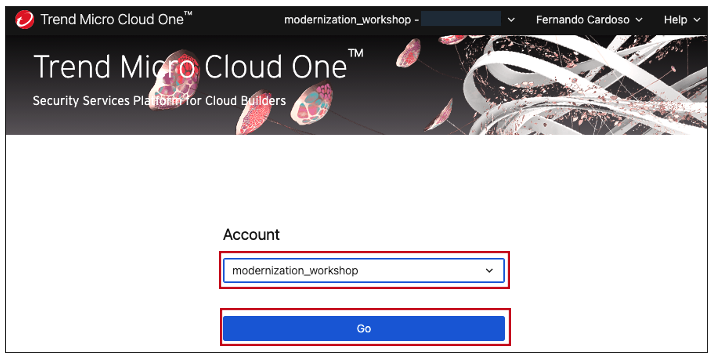 Trend Micro Cloud One™ modernization_workshop - Fernando Cardoso Help
Trend Micro Cloud One™
Security Services Platform for Cloud Builders
Account
modernization_workshop
Go